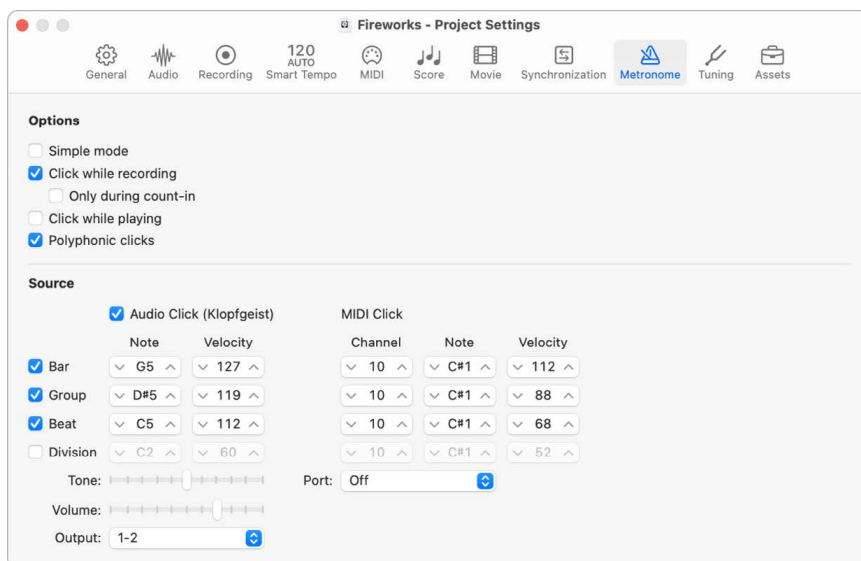 Fireworks - Project Settings
120
AUTO
General Audio Recording Smart Tempo MIDI Score Movie Synchronization Metronome Tuning Assets
Options
Simple mode
Click while recording
Only during count-in
Click while playing
Polyphonic clicks
Source
Audio Click (Klopfgeist) MIDI Click
Note Velocity Channel Note Velocity
Bar G5 127 10 C#1 112
Group D#5 119 10 C#1 88
Beat C5 112 10 C#1 68
Division C2 60 10 C#1 52
Tone: Port: Off
Volume:
Output: 1-2